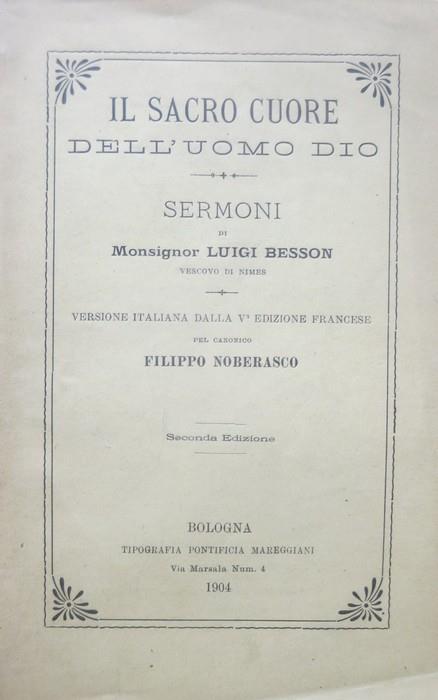 IL SACRO CUORE
DELL'UOMO DIO
SERMONI
DI
Monsignor LUIGI BESSON
VESCOVO DI NIMES
VERSIONE ITALIANA DALLA Vª EDIZIONE FRANCESE
PEL CANONICO
FILIPPO NOBERASCO
Seconda Edizione
BOLOGNA
TIPOGRAFIA PONTIFICIA MAREGGIANI
Via Marsala Num. 4
1904